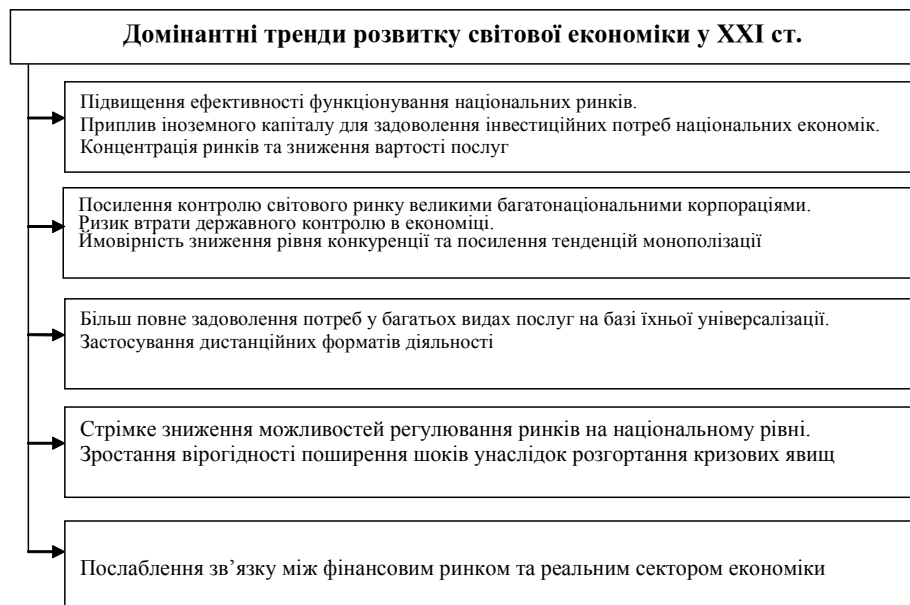 Домінантні тренди розвитку світової економіки у XXI ст.
Підвищення ефективності функціонування національних ринків.
Приплив іноземного капіталу для задоволення інвестиційних потреб національних економік.
Концентрація ринків та зниження вартості послуг
Посилення контролю світового ринку великими багатонаціональними корпораціями.
Ризик втрати державного контролю в економіці.
Ймовірність зниження рівня конкуренції та посилення тенденцій монополізації
Більш повне задоволення потреб у багатьох видах послуг на базі їхньої універсалізації.
Застосування дистанційних форматів діяльності
Стрімке зниження можливостей регулювання ринків на національному рівні.
Зростання вірогідності поширення шоків унаслідок розгортання кризових явищ
Послаблення зв’язку між фінансовим ринком та реальним сектором економіки